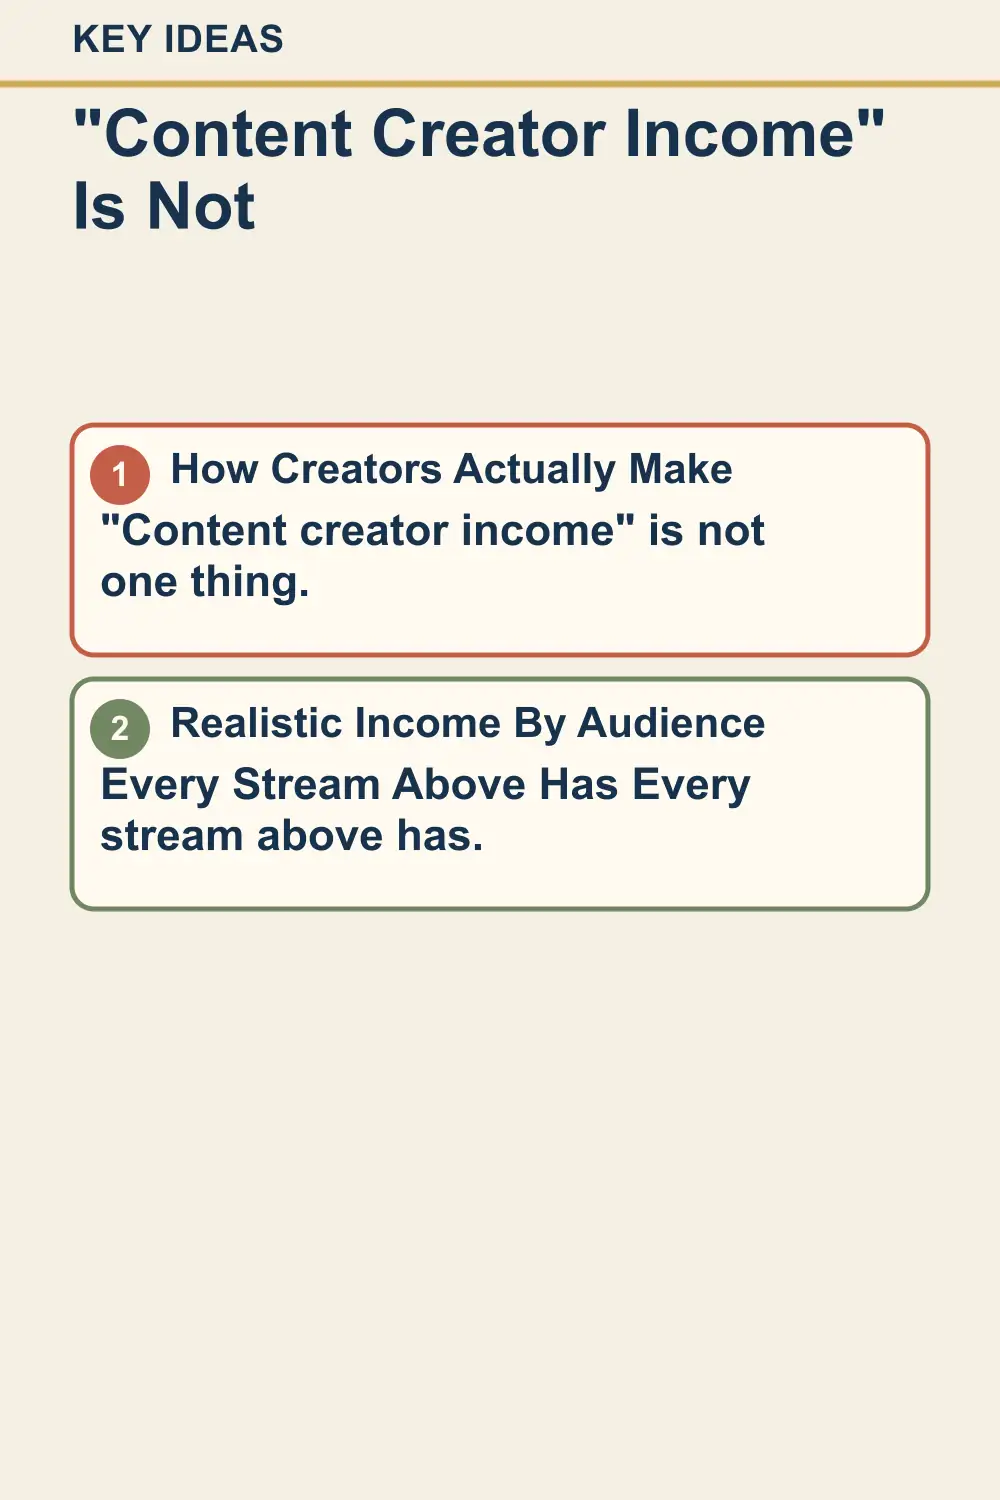 KEY IDEAS
"Content Creator Income"
Is Not
1 How Creators Actually Make
"Content creator income" is not
one thing.
2 Realistic Income By Audience
Every Stream Above Has Every
stream above has.